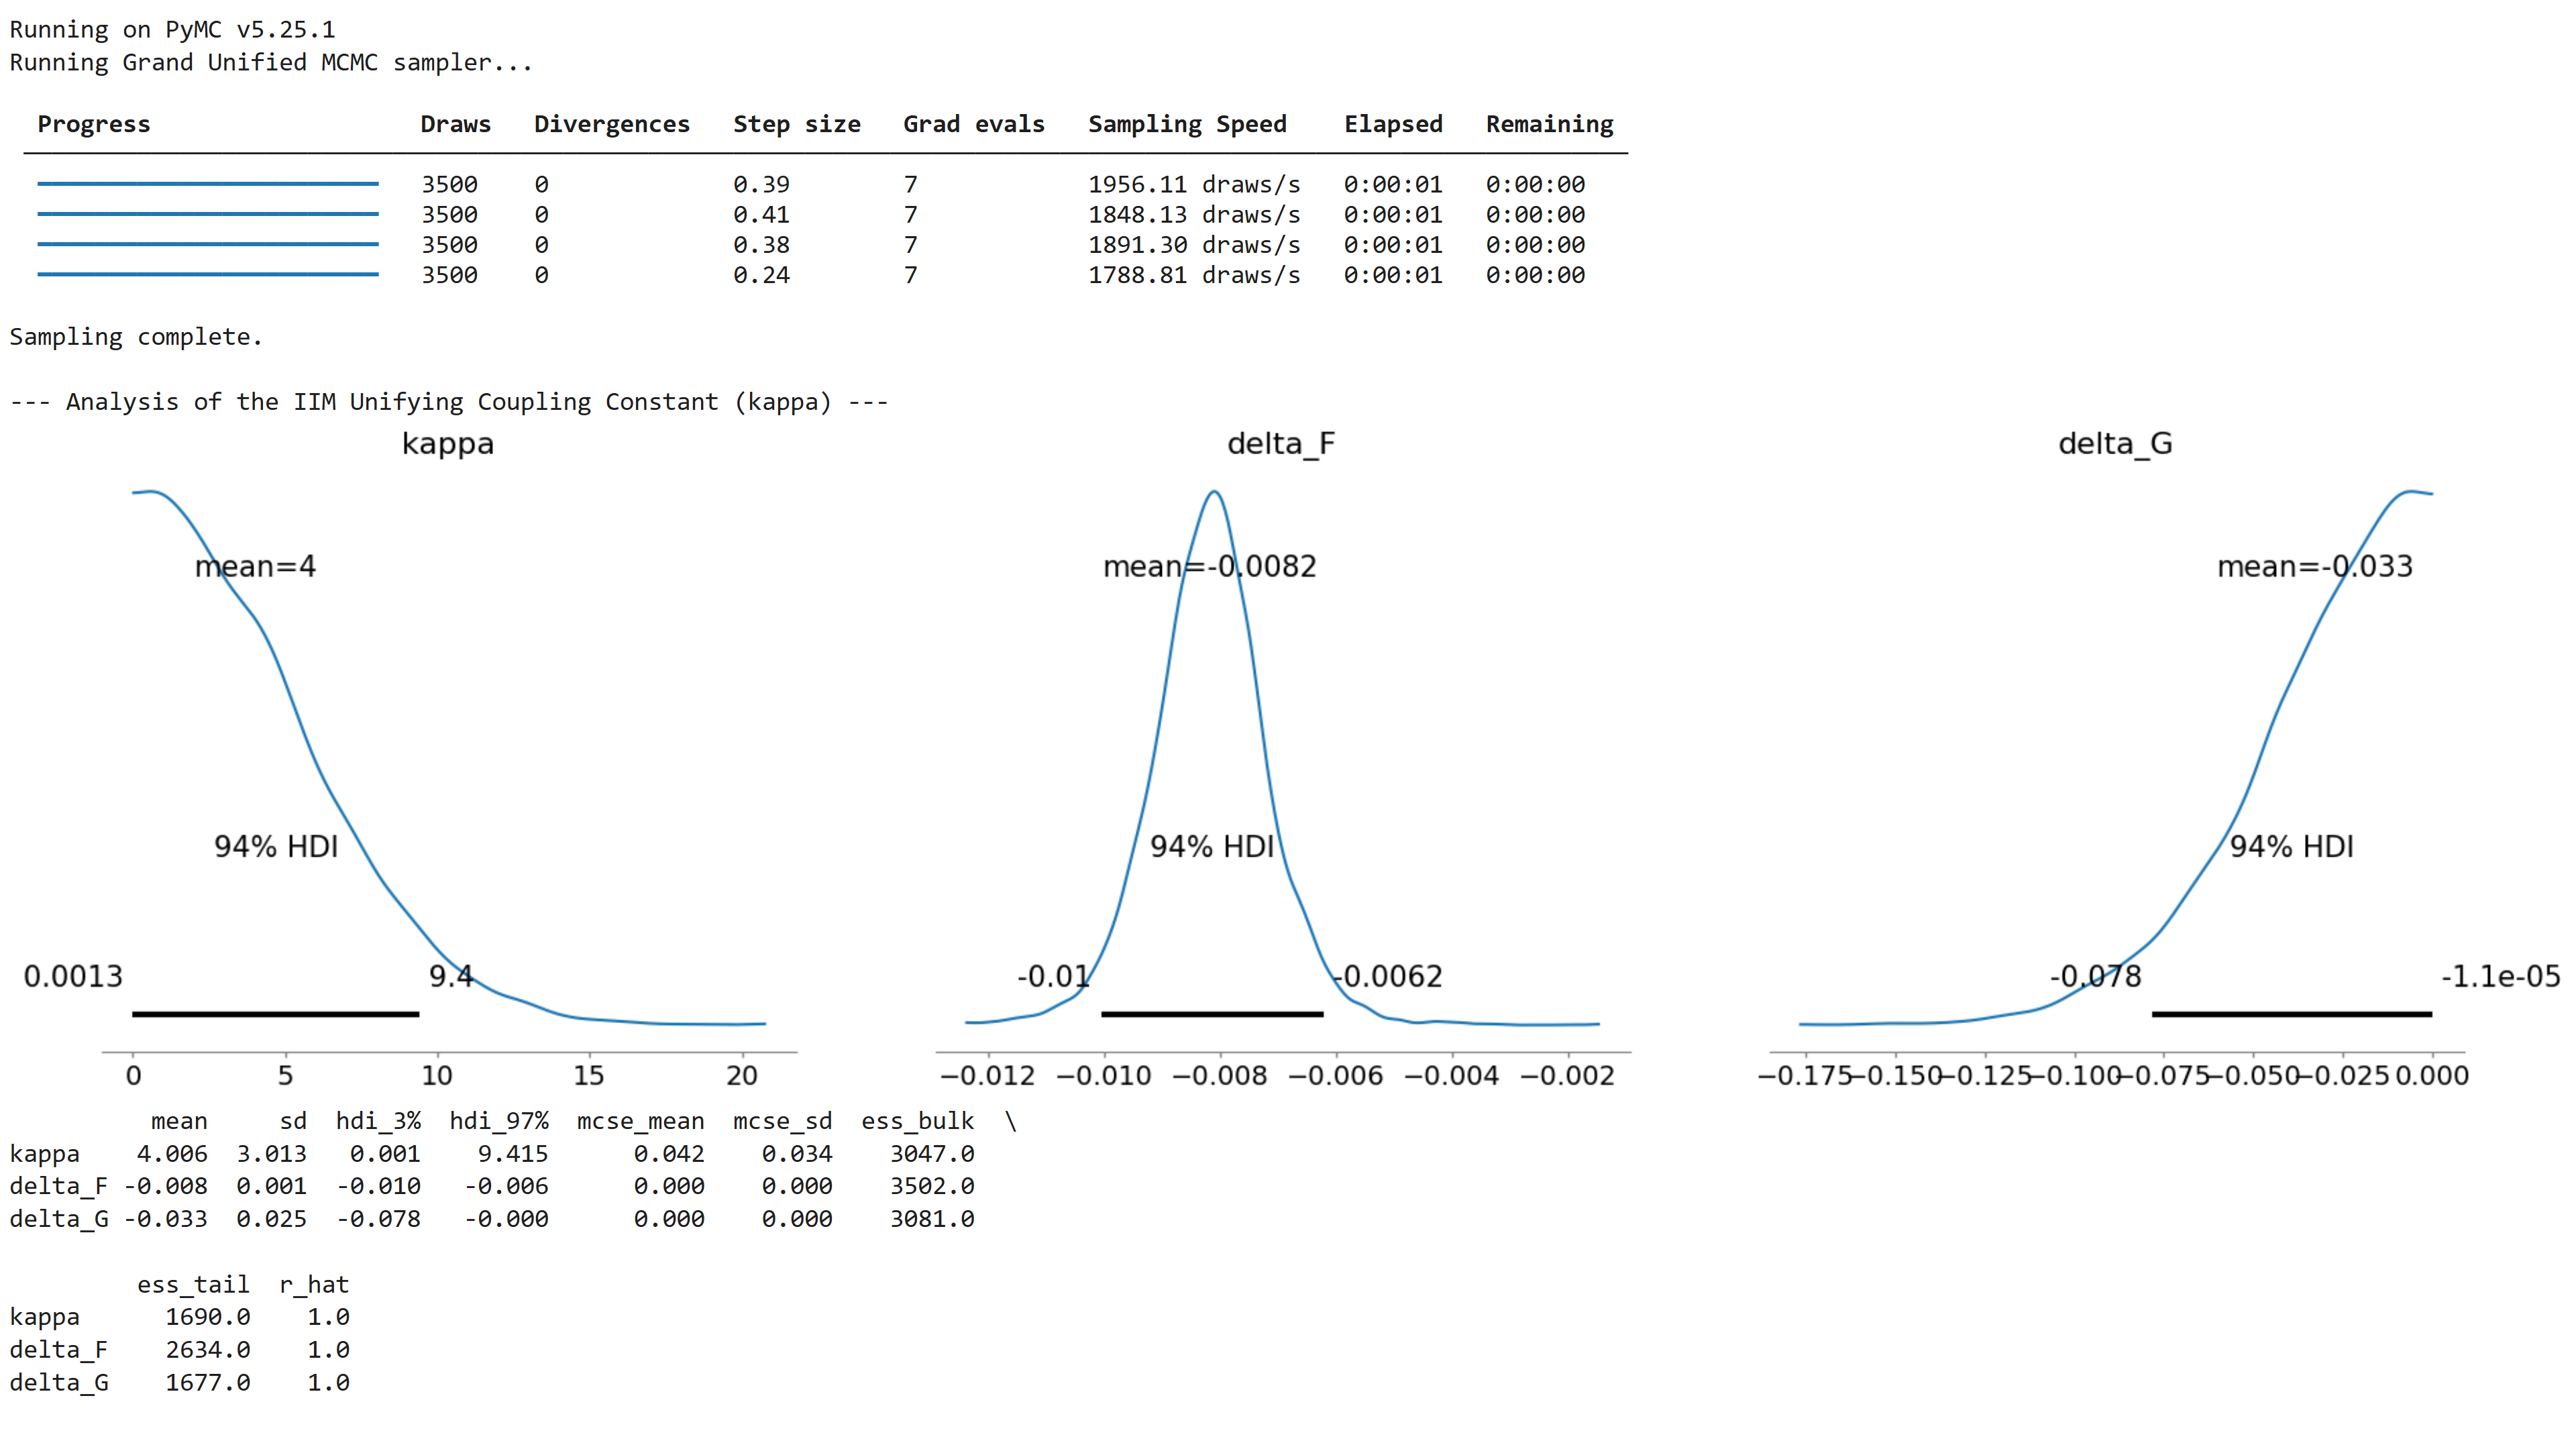 Running on PyMC v5.25.1
Running Grand Unified MCMC sampler...
Progress Draws Divergences Step size Grad evals Sampling Speed Elapsed Remaining
3500 0 0.39 7 1956.11 draws/s 0:00:01 0:00:00
3500 0 0.41 7 1848.13 draws/s 0:00:01 0:00:00
3500 0 0.38 7 1891.30 draws/s 0:00:01 0:00:00
3500 0 0.24 7 1788.81 draws/s 0:00:01 0:00:00
Sampling complete.
--- Analysis of the IIM Unifying Coupling Constant (kappa) ---
kappa delta_F delta_G
mean=4 mean=-0.0082 mean=-0.033
94% HDI 94% HDI 94% HDI
0.0013 9.4 -0.01 -0.0062 -0.078 -1.1e-05
0 5 10 15 20 −0.012 −0.010 −0.008 −0.006 −0.004 −0.002 −0.175 −0.150 −0.125 −0.100 −0.075 −0.050 −0.025 0.000
mean sd hdi_3% hdi_97% mcse_mean mcse_sd ess_bulk \
kappa 4.006 3.013 0.001 9.415 0.042 0.034 3047.0
delta_F -0.008 0.001 -0.010 -0.006 0.000 0.000 3502.0
delta_G -0.033 0.025 -0.078 -0.000 0.000 0.000 3081.0
ess_tail r_hat
kappa 1690.0 1.0
delta_F 2634.0 1.0
delta_G 1677.0 1.0